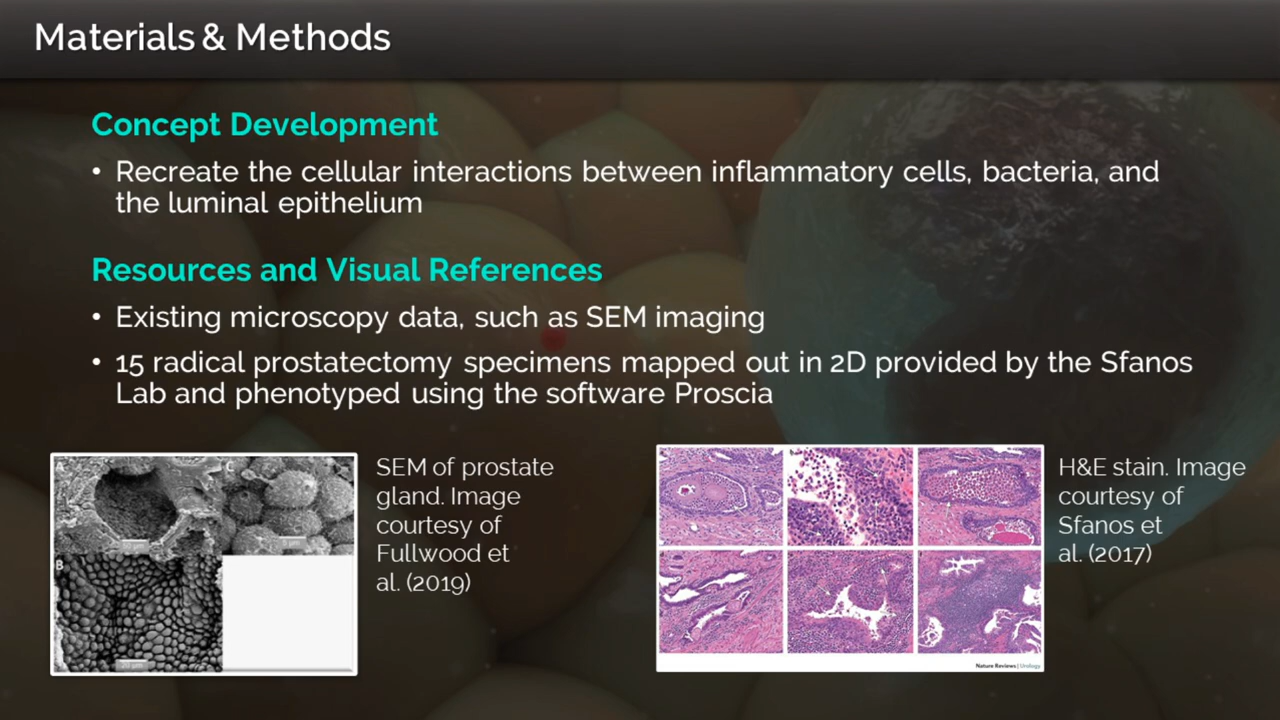 Materials & Methods
Concept Development
• Recreate the cellular interactions between inflammatory cells, bacteria, and
the luminal epithelium
Resources and Visual References
• Existing microscopy data, such as SEM imaging
• 15 radical prostatectomy specimens mapped out in 2D provided by the Sfanos
Lab and phenotyped using the software Proscia
A
C
B
SEM of prostate
gland. Image
courtesy of
Fullwood et
al. (2019)
H&E stain. Image
courtesy of
Sfanos et
al. (2017)
Nature Reviews | Urology